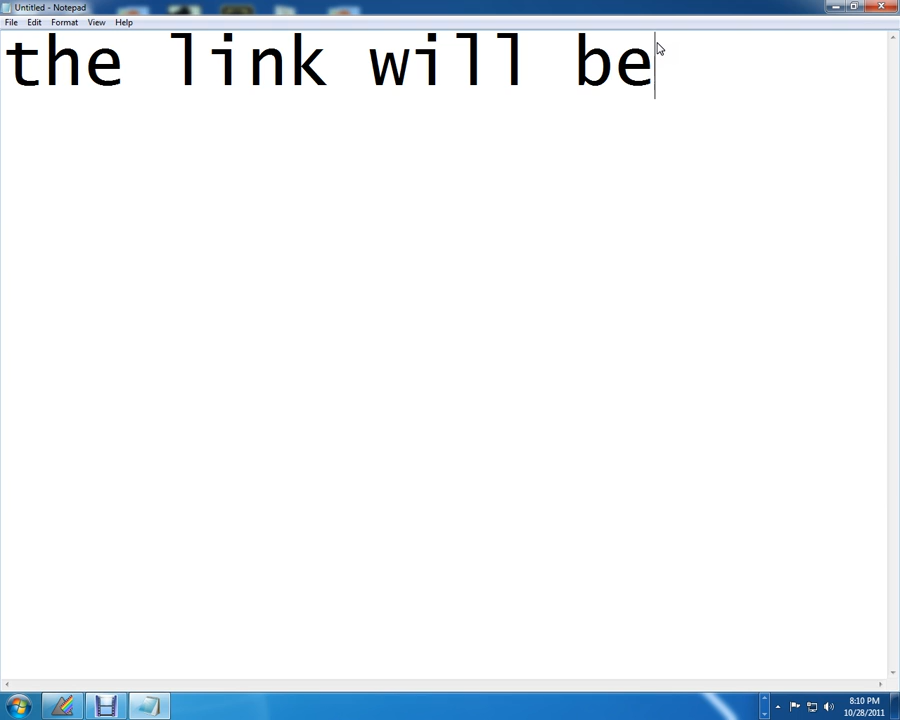 Untitled - Notepad
File Edit Format View Help
the link will be
8:10 PM
10/28/2011